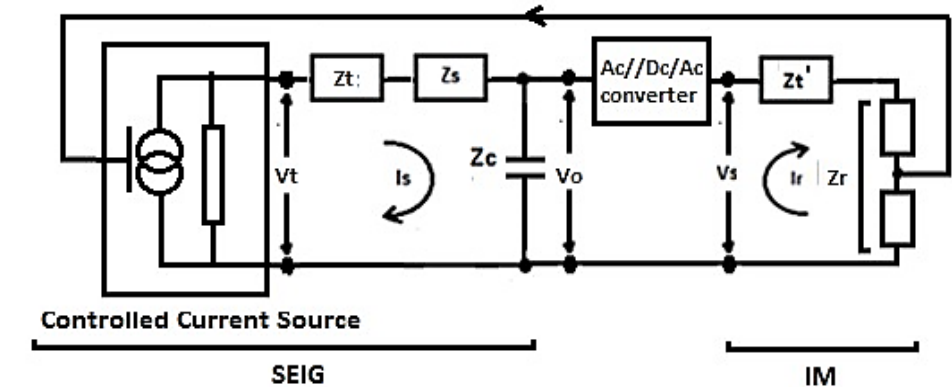 Zt
Zs
Ac//Dc/Ac
converter
Zt'
Vt
Is
Zc
Vo
Vs
Ir
Zr
Controlled Current Source
SEIG
IM